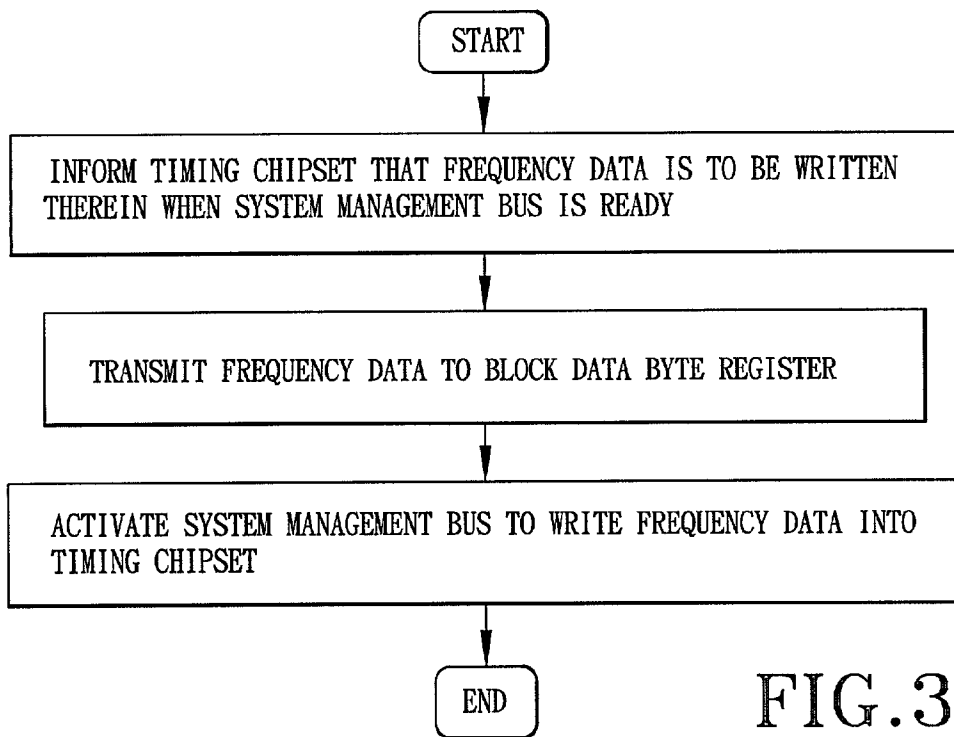 START
INFORM TIMING CHIPSET THAT FREQUENCY DATA IS TO BE WRITTEN
THEREIN WHEN SYSTEM MANAGEMENT BUS IS READY
TRANSMIT FREQUENCY DATA TO BLOCK DATA BYTE REGISTER
ACTIVATE SYSTEM MANAGEMENT BUS TO WRITE FREQUENCY DATA INTO
TIMING CHIPSET
END
FIG.3